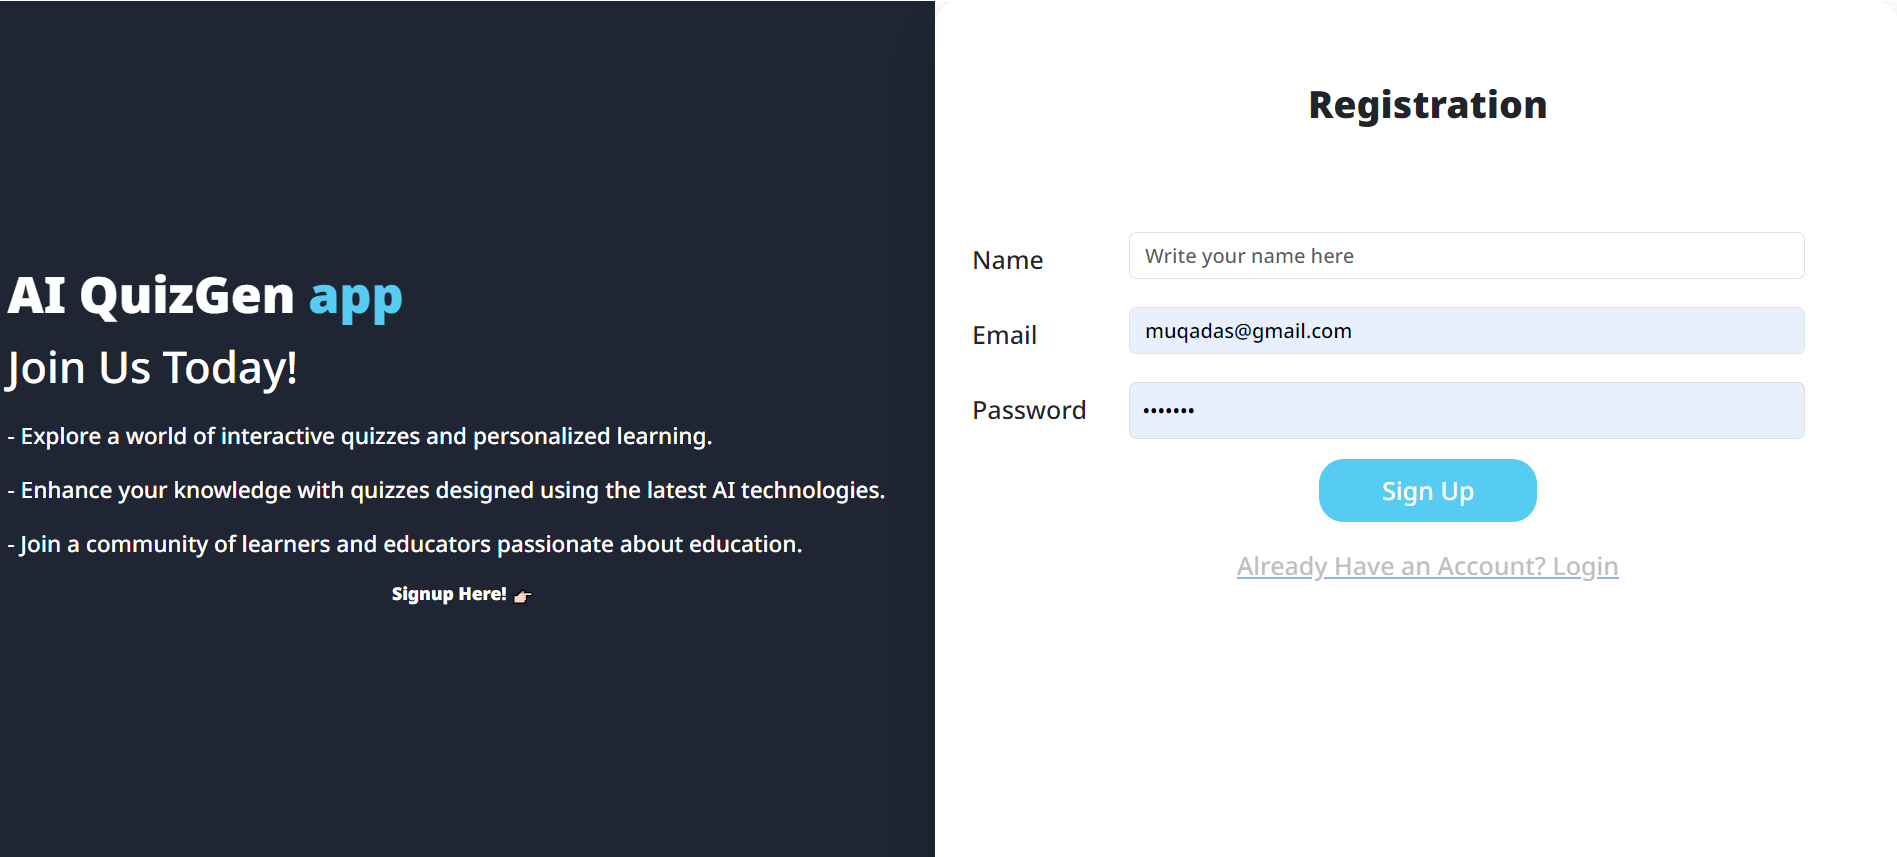 AI QuizGen app
Join Us Today!
- Explore a world of interactive quizzes and personalized learning.
- Enhance your knowledge with quizzes designed using the latest AI technologies.
- Join a community of learners and educators passionate about education.
Signup Here! 👉🏻
Registration
Name
Write your name here
Email
muqadas@gmail.com
Password
•••••••
Sign Up
Already Have an Account? Login